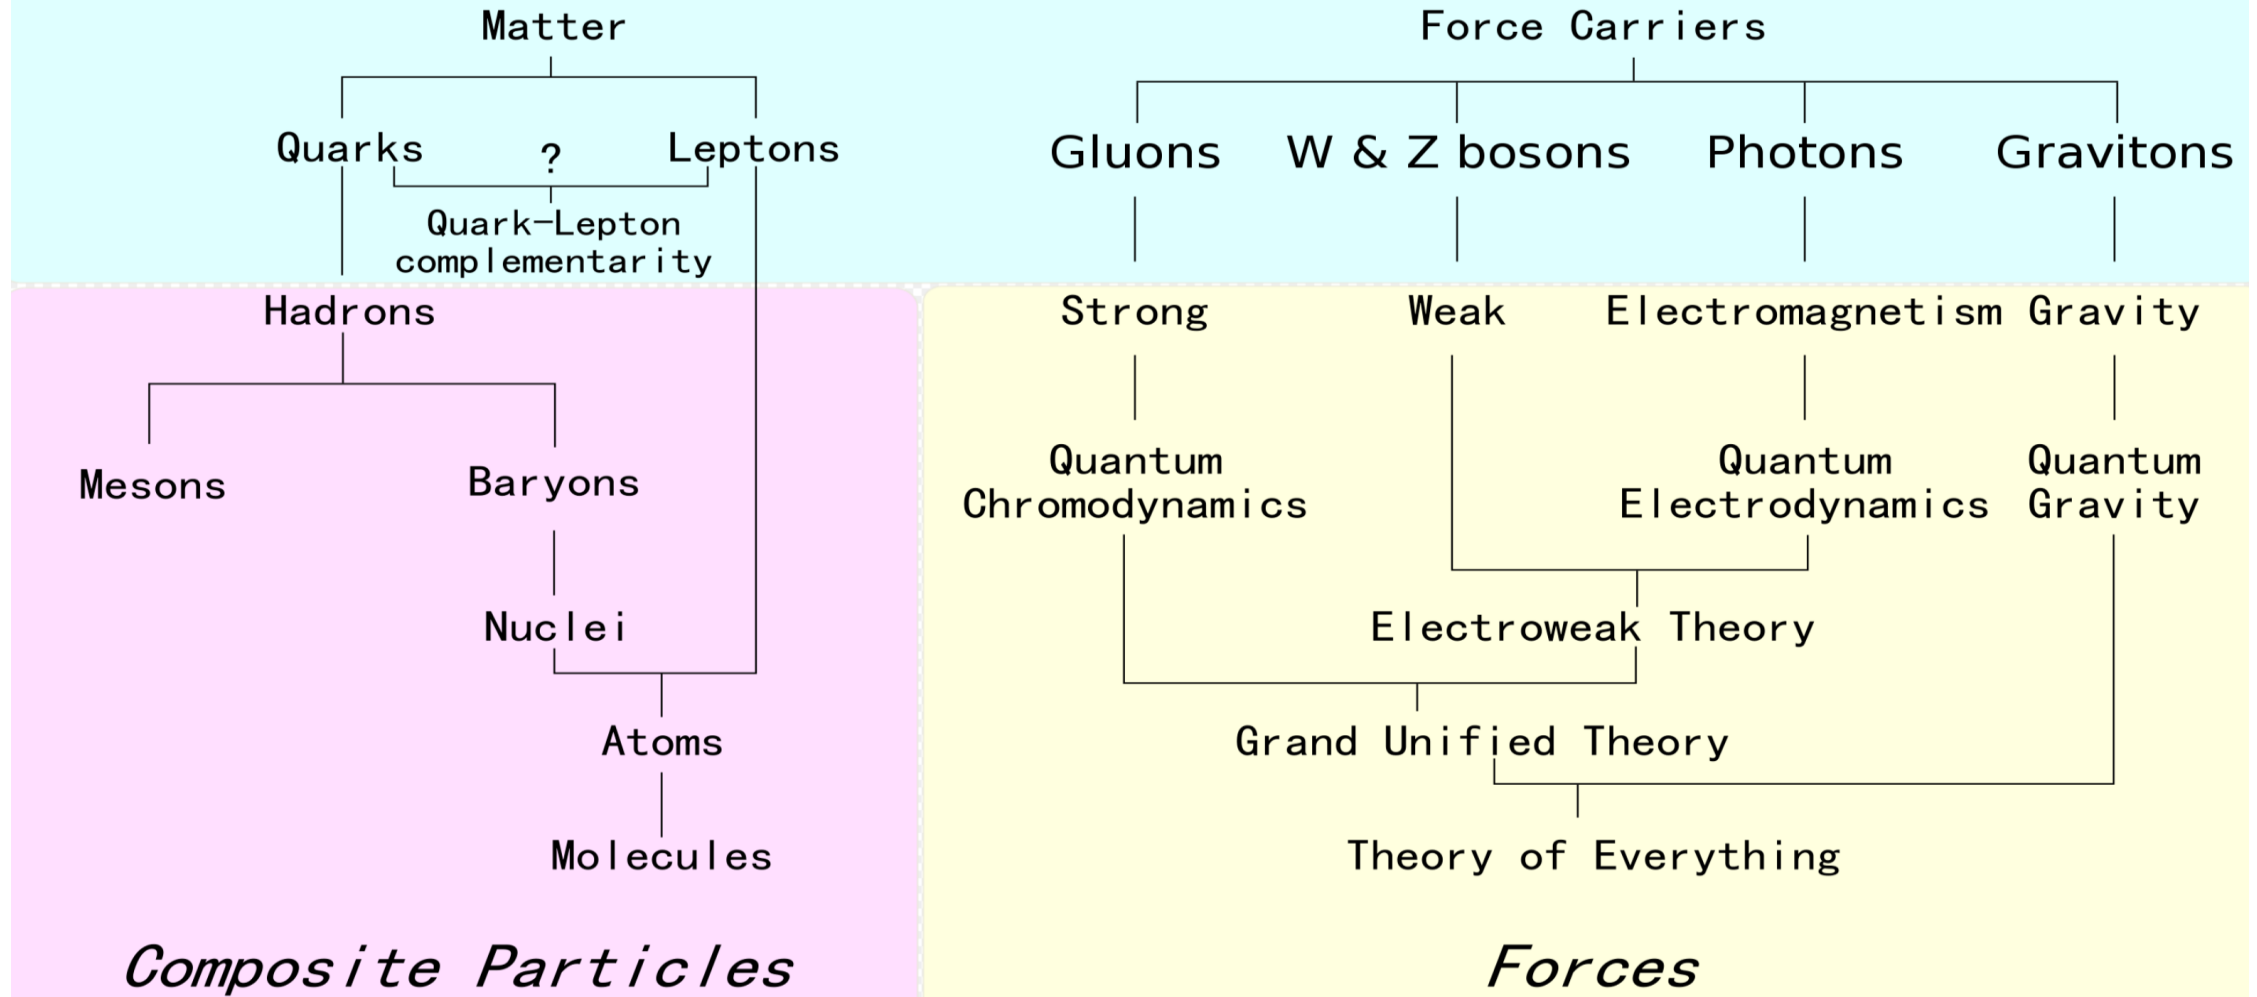 Matter
Force Carriers
Quarks
?
Leptons
Gluons
W & Z bosons
Photons
Gravitons
Quark-Lepton
complementarity
Hadrons
Strong
Weak
Electromagnetism
Gravity
Mesons
Baryons
Quantum
Chromodynamics
Quantum
Electrodynamics
Quantum
Gravity
Nuclei
Electroweak Theory
Atoms
Grand Unified Theory
Molecules
Theory of Everything
Composite Particles
Forces